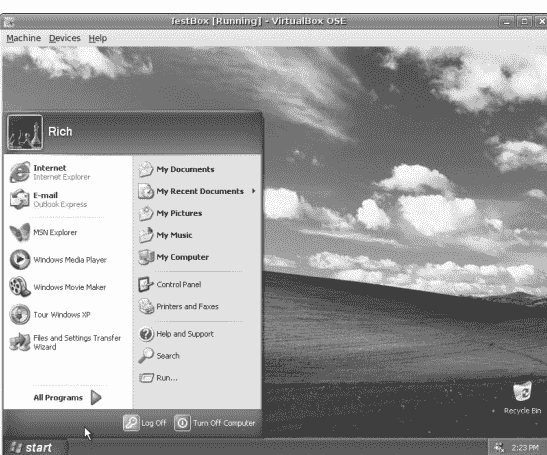 TestBox [Running] - VirtualBox OSE
Machine Devices Help
Rich
Internet
Internet Explorer
E-mail
Outlook Express
MSN Explorer
Windows Media Player
Windows Movie Maker
Tour Windows XP
Files and Settings Transfer
Wizard
All Programs
My Documents
My Recent Documents
My Pictures
My Music
My Computer
Control Panel
Printers and Faxes
Help and Support
Search
Run...
Log Off
Turn Off Computer
Recycle Bin
start
2:23 PM